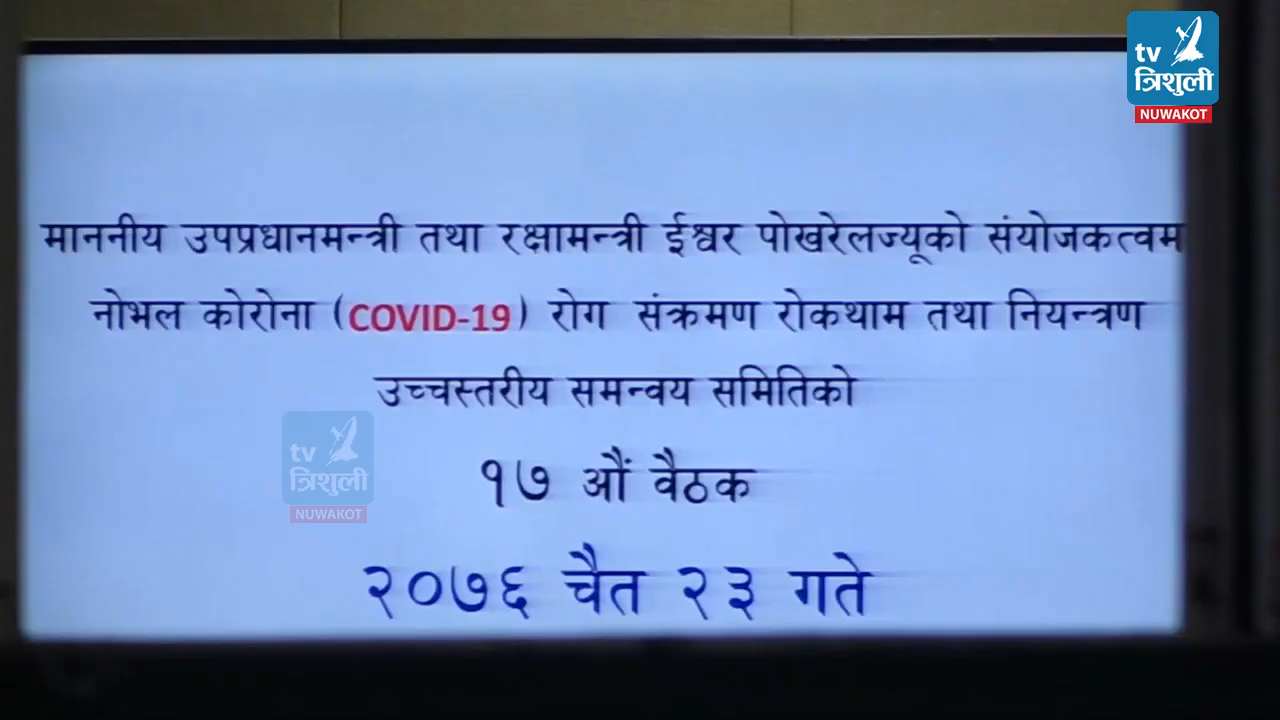 tv
त्रिशुली
NUWAKOT
माननीय उपप्रधानमन्त्री तथा रक्षामन्त्री ईश्वर पोखरेलज्यूको संयोजकत्वम
नोभल कोरोना (COVID-19) रोग संक्रमण रोकथाम तथा नियन्त्रण
उच्चस्तरीय समन्वय समितिको
tv
त्रिशुली
NUWAKOT
१७ औं वैठक
२०७६ चैत २३ गते